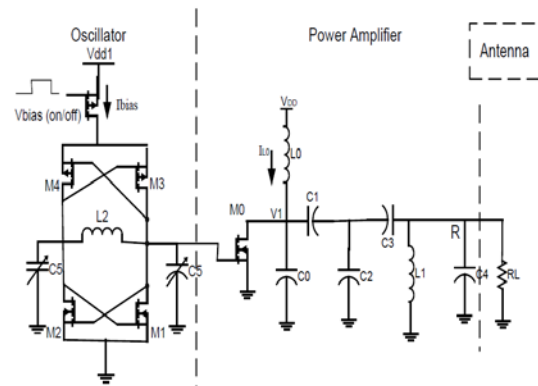 Oscillator
Power Amplifier
Antenna
Vdd1
Ibias
Vbias (on/off)
VDD
IL0
L0
M4
M3
M0
V1
C1
L2
C3
R
C5
C5
C0
C2
L1
C4
RL
M2
M1